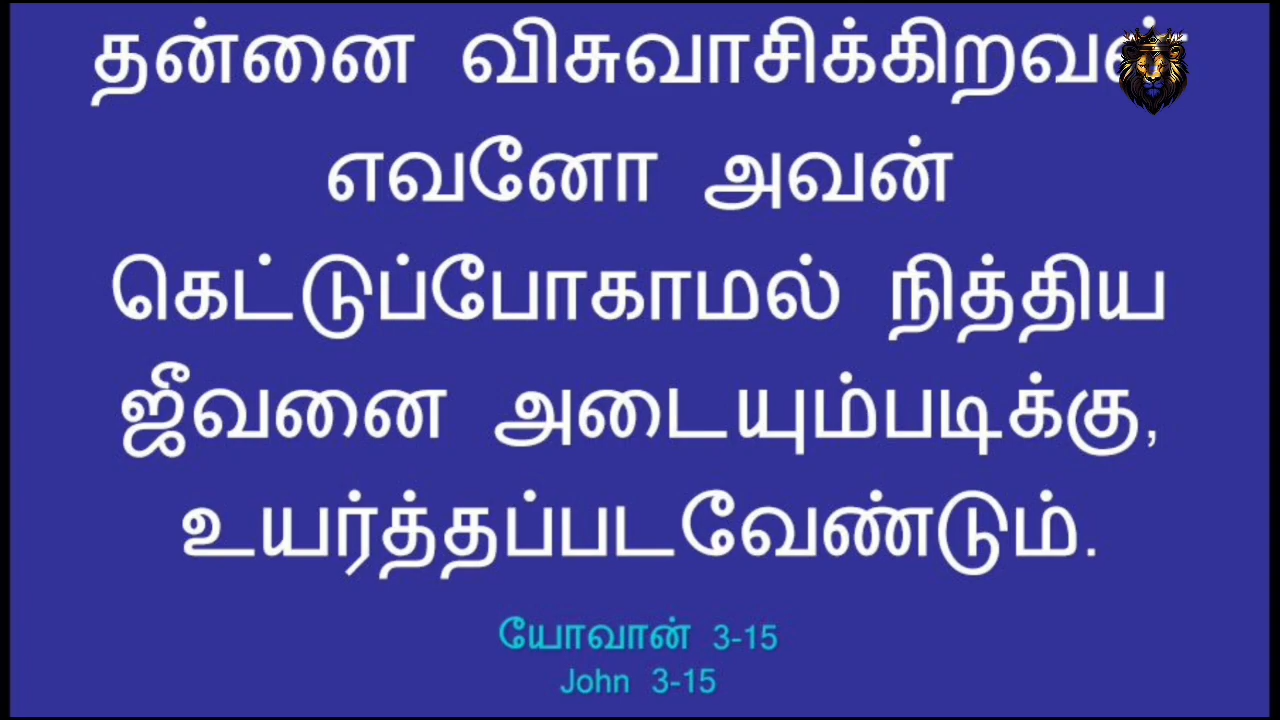 தன்னை விசுவாசிக்கிறவன்
எவனோ அவன்
கெட்டுப்போகாமல் நித்திய
ஜீவனை அடையும்படிக்கு,
உயர்த்தப்படவேண்டும்.
யோவான் 3-15
John 3-15